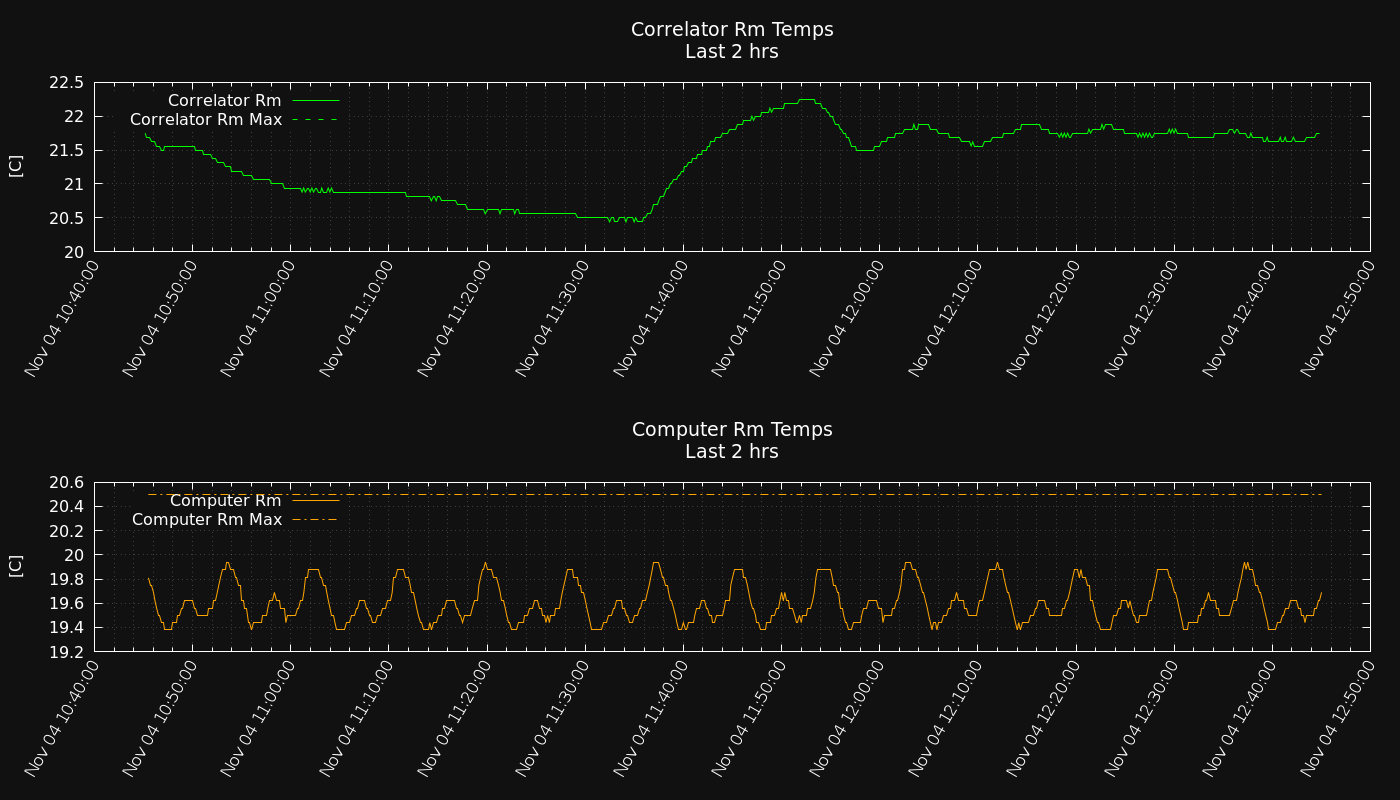 Correlator Rm Temps
Last 2 hrs
22.5
22
21.5
21
20.5
20
[C]
Correlator Rm
Correlator Rm Max
Nov 04 10:40:00
Nov 04 10:50:00
Nov 04 11:00:00
Nov 04 11:10:00
Nov 04 11:20:00
Nov 04 11:30:00
Nov 04 11:40:00
Nov 04 11:50:00
Nov 04 12:00:00
Nov 04 12:10:00
Nov 04 12:20:00
Nov 04 12:30:00
Nov 04 12:40:00
Nov 04 12:50:00
Computer Rm Temps
Last 2 hrs
20.6
20.4
20.2
20
19.8
19.6
19.4
19.2
[C]
Computer Rm
Computer Rm Max
Nov 04 10:40:00
Nov 04 10:50:00
Nov 04 11:00:00
Nov 04 11:10:00
Nov 04 11:20:00
Nov 04 11:30:00
Nov 04 11:40:00
Nov 04 11:50:00
Nov 04 12:00:00
Nov 04 12:10:00
Nov 04 12:20:00
Nov 04 12:30:00
Nov 04 12:40:00
Nov 04 12:50:00